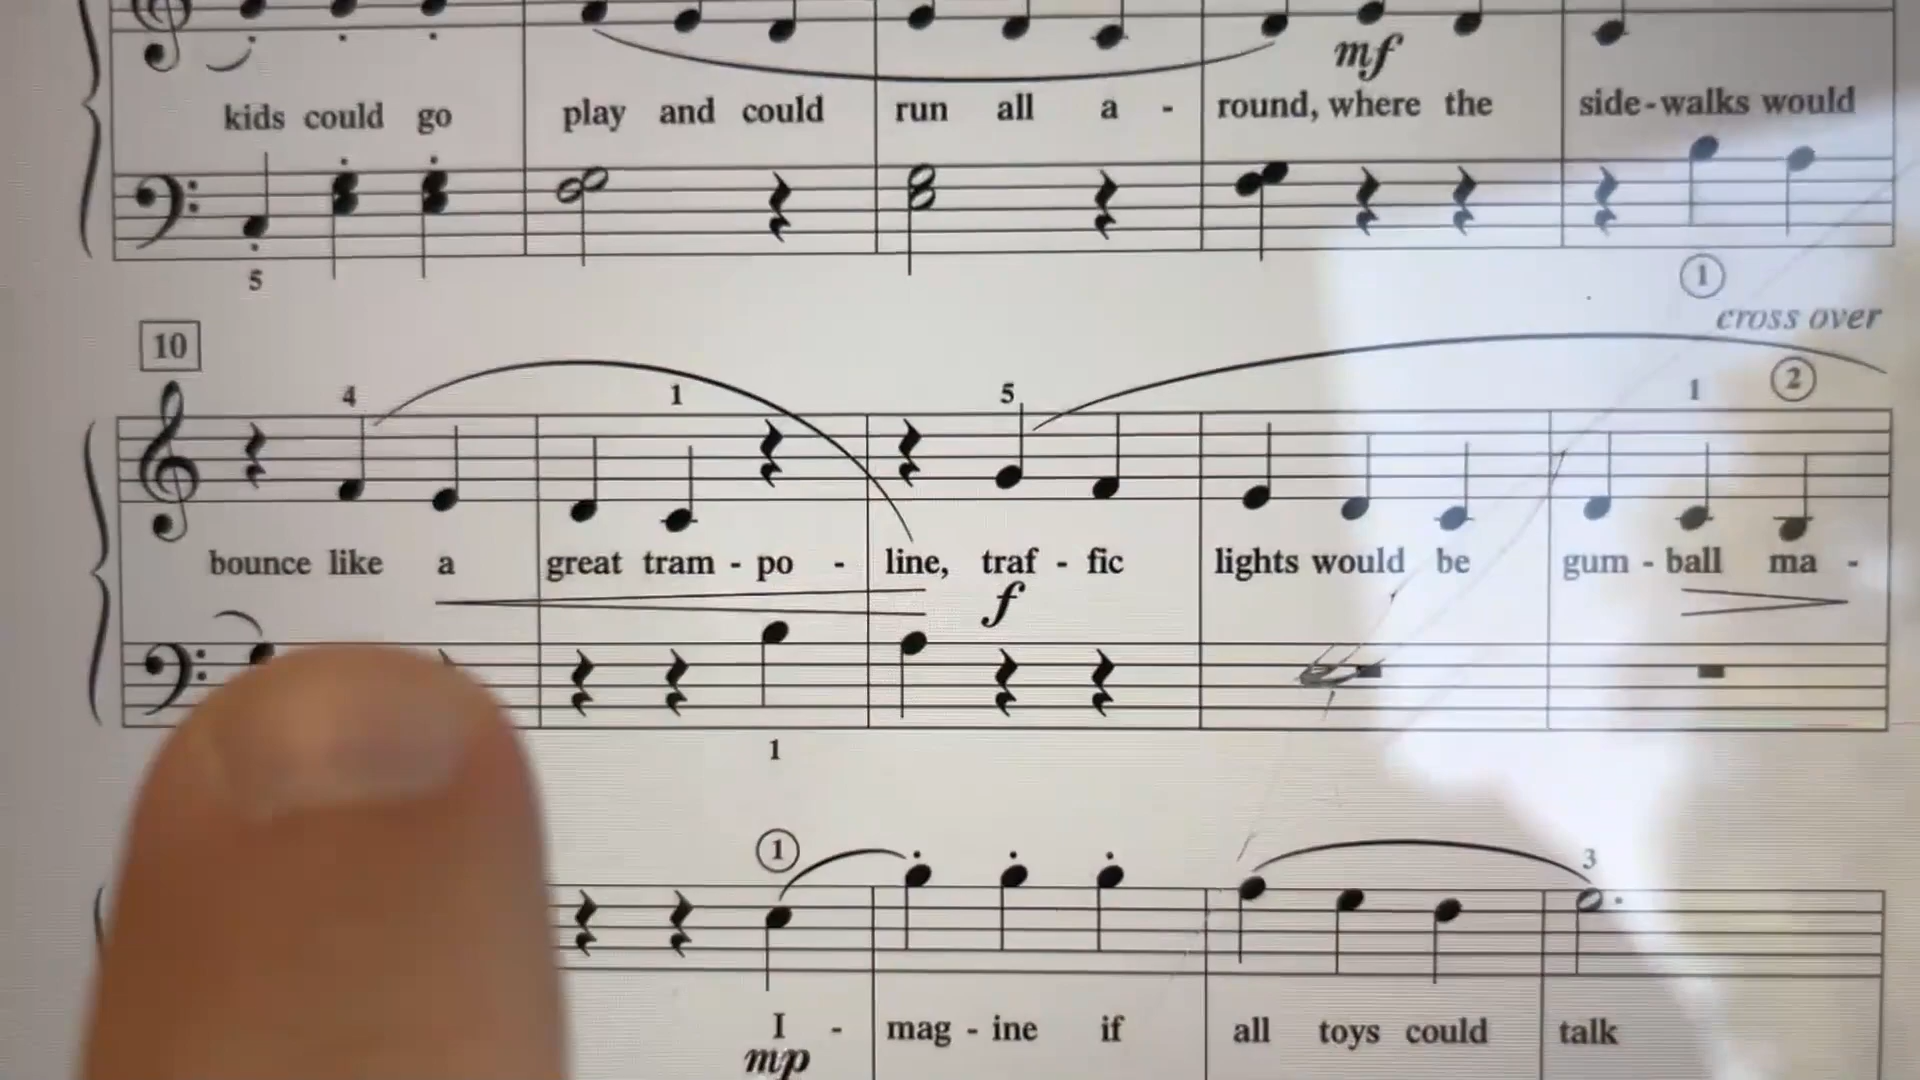 mf
kids could go play and could run all a - round, where the side - walks would
5
1
cross over
10
4 1 5 1 2
bounce like a great tram - po - line, traf - fic lights would be gum - ball ma -
f
1
1 3
I - mag - ine if all toys could talk
mp